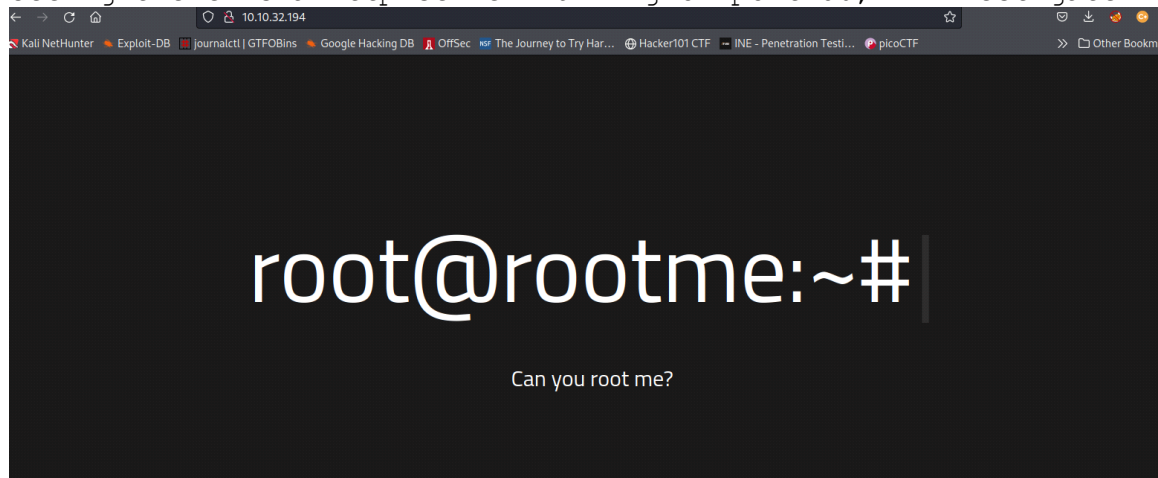 10.10.32.194
Kali NetHunter Exploit-DB journalctl | GTFOBins Google Hacking DB OffSec NSF The Journey to Try Har... Hacker101 CTF INE - Penetration Testi... picoCTF Other Bookm
root@rootme:~#
Can you root me?